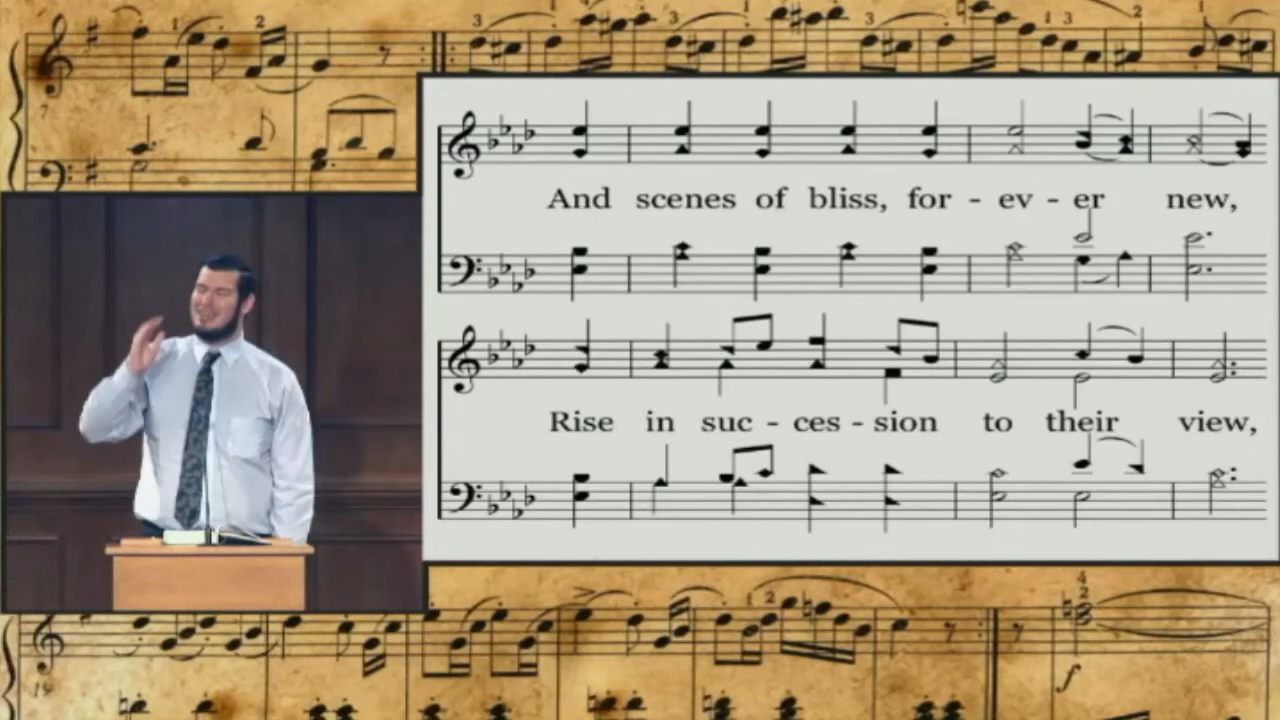 And scenes of bliss, for - ev - er new,
Rise in suc - ces - sion to their view,